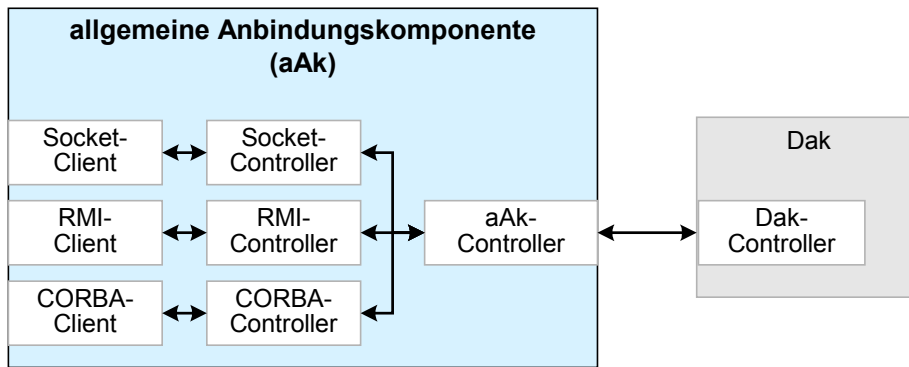 allgemeine Anbindungskomponente
(aAk)
Socket-
Client
Socket-
Controller
RMI-
Client
RMI-
Controller
CORBA-
Client
CORBA-
Controller
aAk-
Controller
Dak
Dak-
Controller